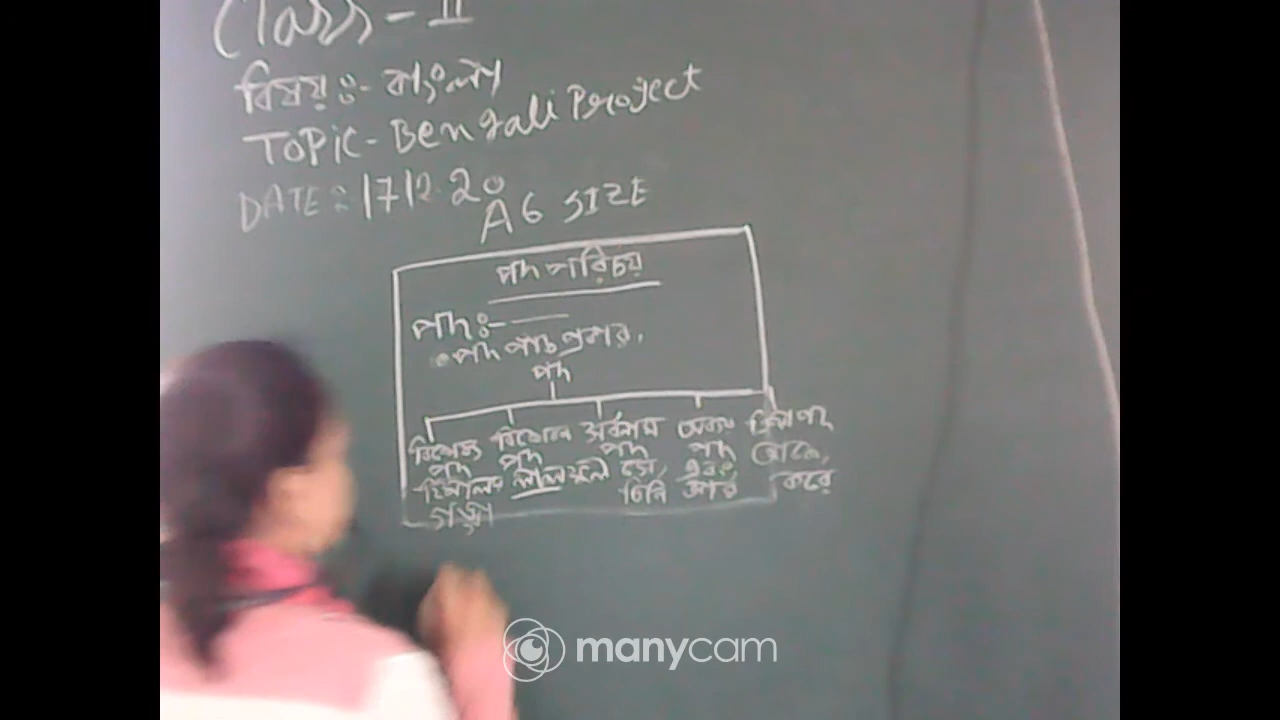 Class - II
বিষয়ঃ- বাংলা
TOPIC - Bengali Project
DATE : 17 12 20
A6 SIZE
পদ পরিচয়
পদঃ-
পদ পাঁচ প্রকার.
পদ
বিশেষ্য বিশেষণ সর্বনাম অব্যয় ক্রিয়া পদ
পদ পদ পদ পদ
হিমালয় লাল ফুল সে, এবং,
তিনি আর করে
গঙ্গা
manycam